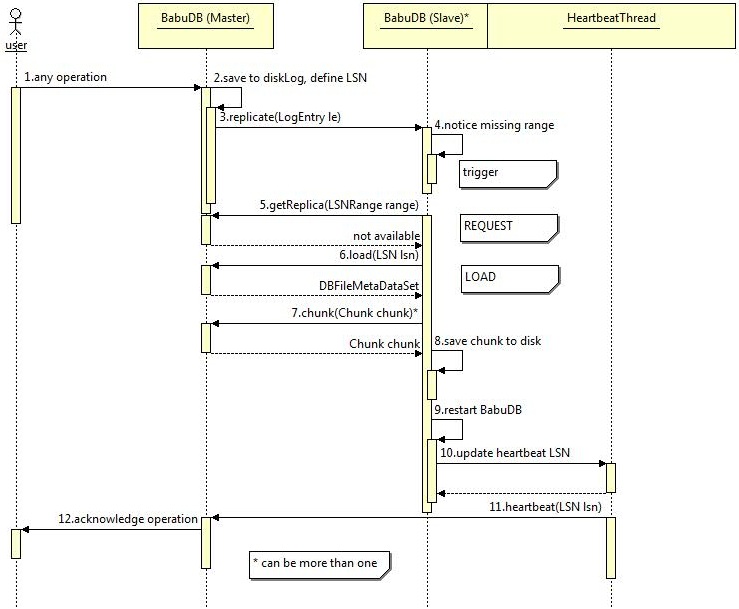 BabuDB (Master)
BabuDB (Slave)*
HeartbeatThread
user
1.any operation
2.save to diskLog, define LSN
3.replicate(LogEntry le)
4.notice missing range
trigger
5.getReplica(LSNRange range)
REQUEST
not available
6.load(LSN lsn)
LOAD
DBFileMetaDataSet
7.chunk(Chunk chunk)*
Chunk chunk
8.save chunk to disk
9.restart BabuDB
10.update heartbeat LSN
11.heartbeat(LSN lsn)
12.acknowledge operation
* can be more than one